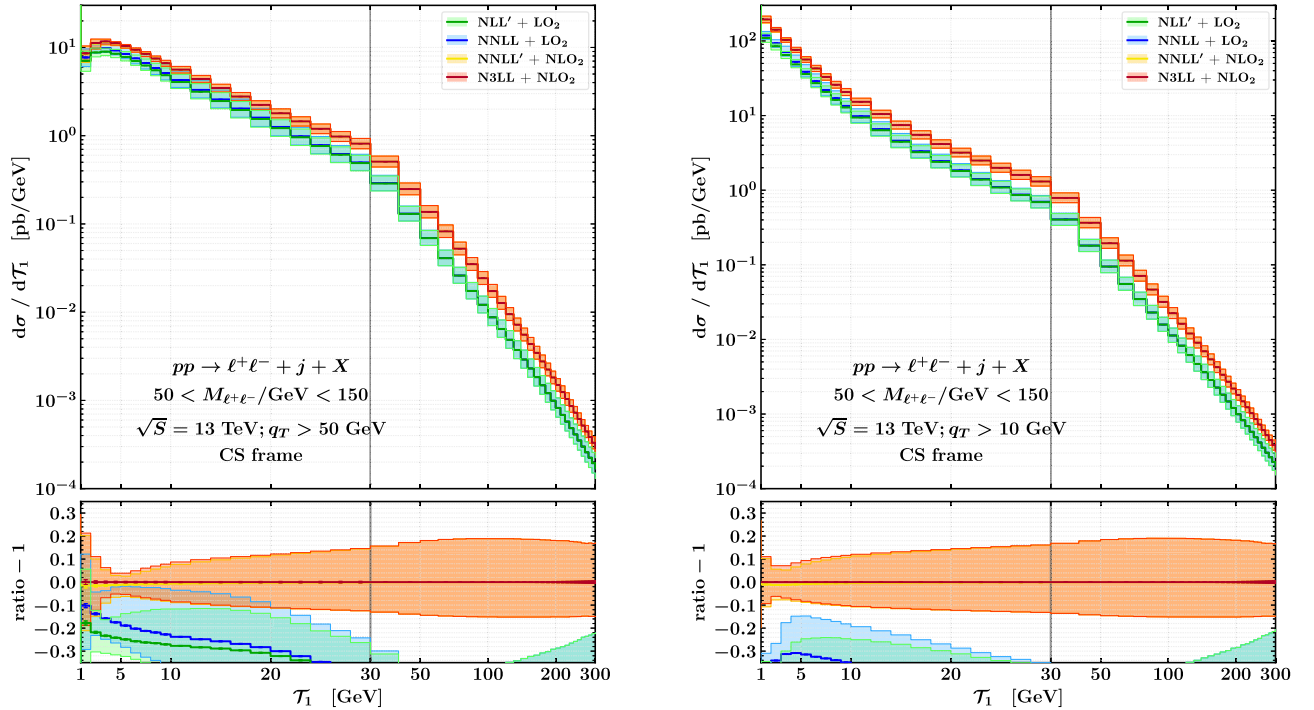 10¹
10⁰
10⁻¹
10⁻²
10⁻³
10⁻⁴
dσ / d𝒯₁ [pb/GeV]
NLL′ + LO₂
NNLL + LO₂
NNLL′ + NLO₂
N3LL + NLO₂
pp → ℓ⁺ℓ⁻ + j + X
50 < M_ℓ⁺ℓ⁻/GeV < 150
√S = 13 TeV; q_T > 50 GeV
CS frame
0.3
0.2
0.1
0.0
−0.1
−0.2
−0.3
ratio − 1
1 5 10 20 30 50 100 200 300
𝒯₁ [GeV]
10²
10¹
10⁰
10⁻¹
10⁻²
10⁻³
10⁻⁴
dσ / d𝒯₁ [pb/GeV]
NLL′ + LO₂
NNLL + LO₂
NNLL′ + NLO₂
N3LL + NLO₂
pp → ℓ⁺ℓ⁻ + j + X
50 < M_ℓ⁺ℓ⁻/GeV < 150
√S = 13 TeV; q_T > 10 GeV
CS frame
0.3
0.2
0.1
0.0
−0.1
−0.2
−0.3
ratio − 1
1 5 10 20 30 50 100 200 300
𝒯₁ [GeV]